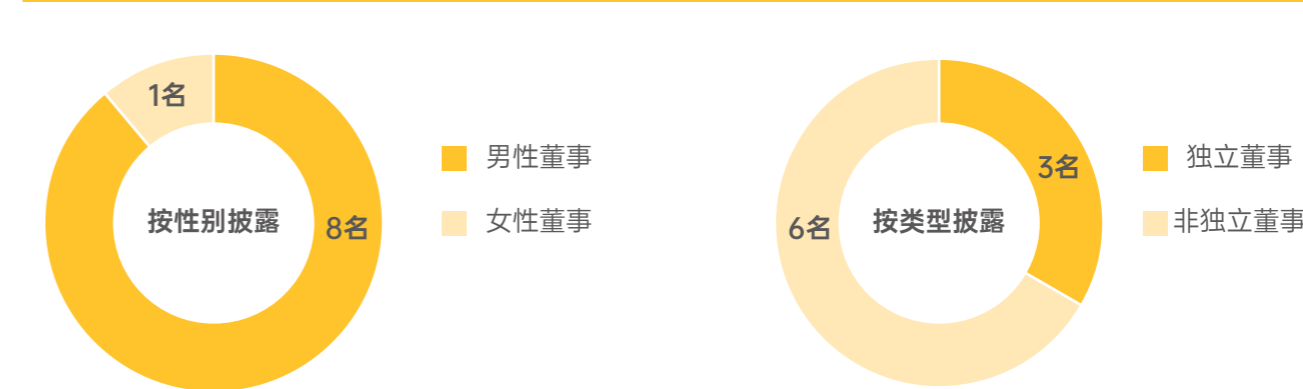 1名
按性别披露
8名
男性董事
女性董事
3名
6名
按类型披露
独立董事
非独立董事